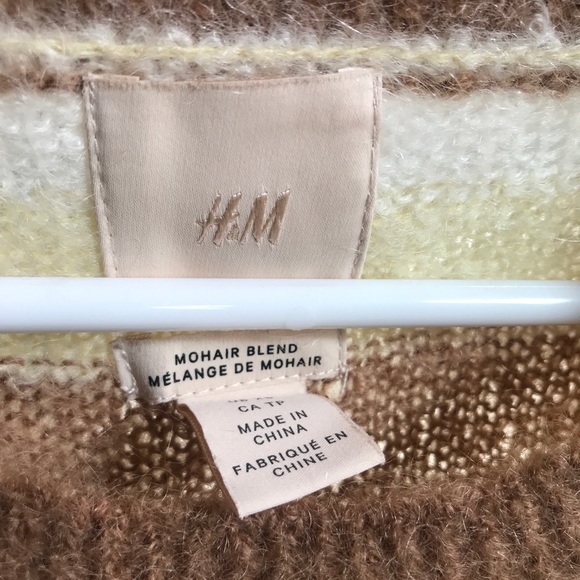 H&M
MOHAIR BLEND
MÉLANGE DE MOHAIR
CA TP
MADE IN
CHINA
FABRIQUÉ EN
CHINE